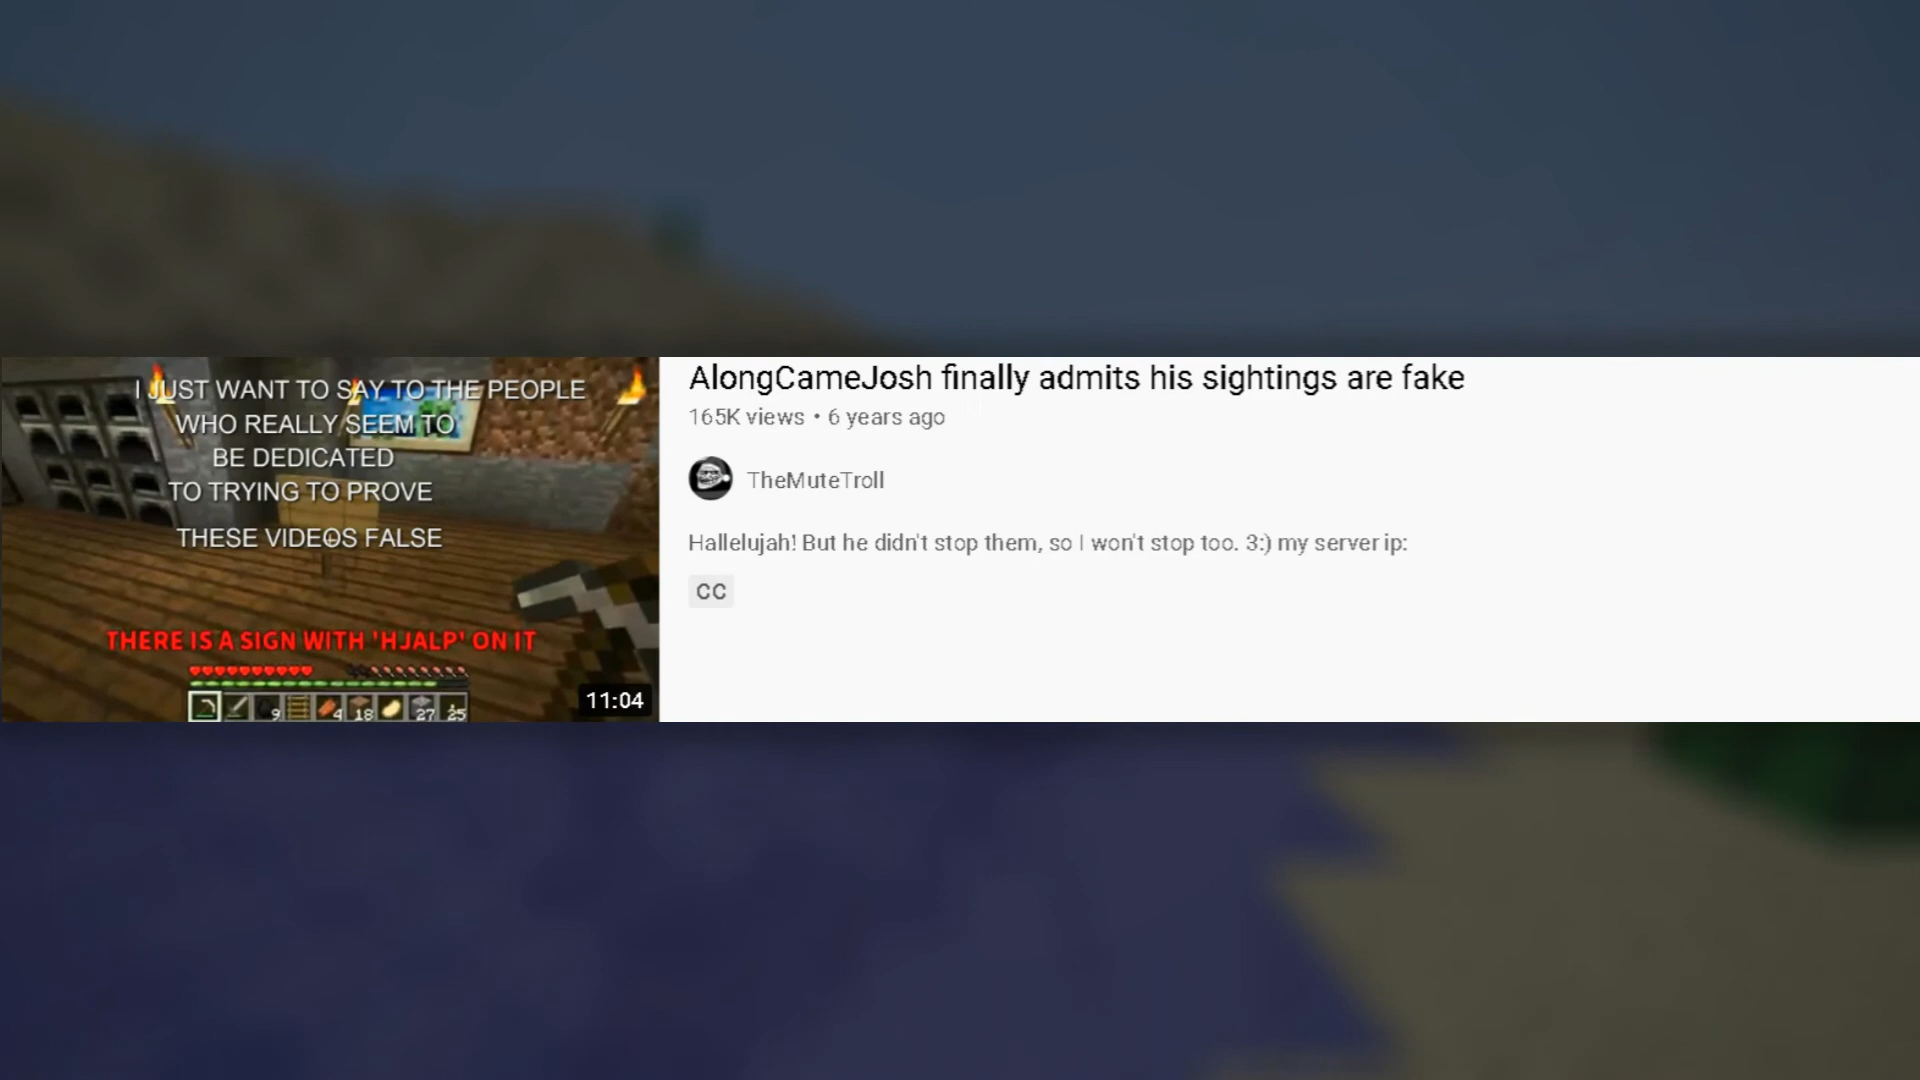 I JUST WANT TO SAY TO THE PEOPLE
WHO REALLY SEEM TO
BE DEDICATED
TO TRYING TO PROVE
THESE VIDEOS FALSE
THERE IS A SIGN WITH 'HJALP' ON IT
9 4 18 27 25
11:04
AlongCameJosh finally admits his sightings are fake
165K views • 6 years ago
TheMuteTroll
Hallelujah! But he didn't stop them, so I won't stop too. 3:) my server ip:
CC